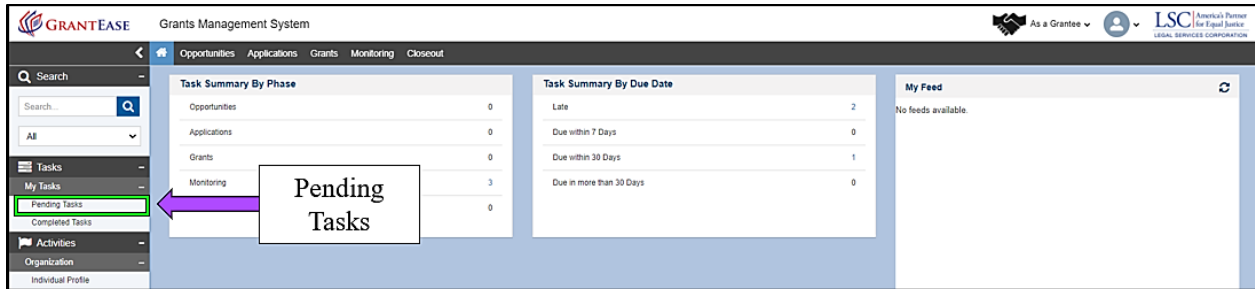 GRANTEASE
Grants Management System
As a Grantee
LSC America's Partner for Equal Justice
LEGAL SERVICES CORPORATION
Opportunities Applications Grants Monitoring Closeout
Search
Search...
All
Tasks
My Tasks
Pending Tasks
Completed Tasks
Activities
Organization
Individual Profile
Task Summary By Phase
Opportunities 0
Applications 0
Grants 0
Monitoring 3
0
Pending
Tasks
Task Summary By Due Date
Late 2
Due within 7 Days 0
Due within 30 Days 1
Due in more than 30 Days 0
My Feed
No feeds available.